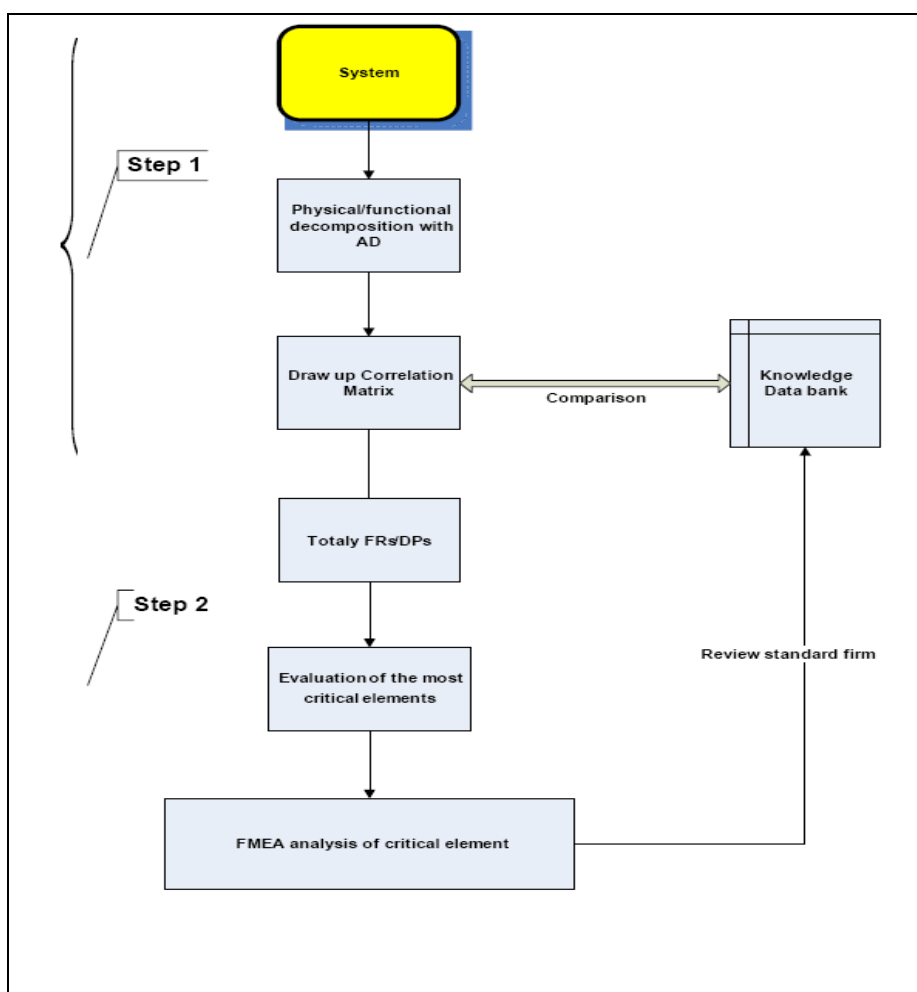 System
Step 1
Physical/functional
decomposition with
AD
Draw up Correlation
Matrix
Comparison
Knowledge
Data bank
Totaly FRs/DPs
Step 2
Evaluation of the most
critical elements
Review standard firm
FMEA analysis of critical element